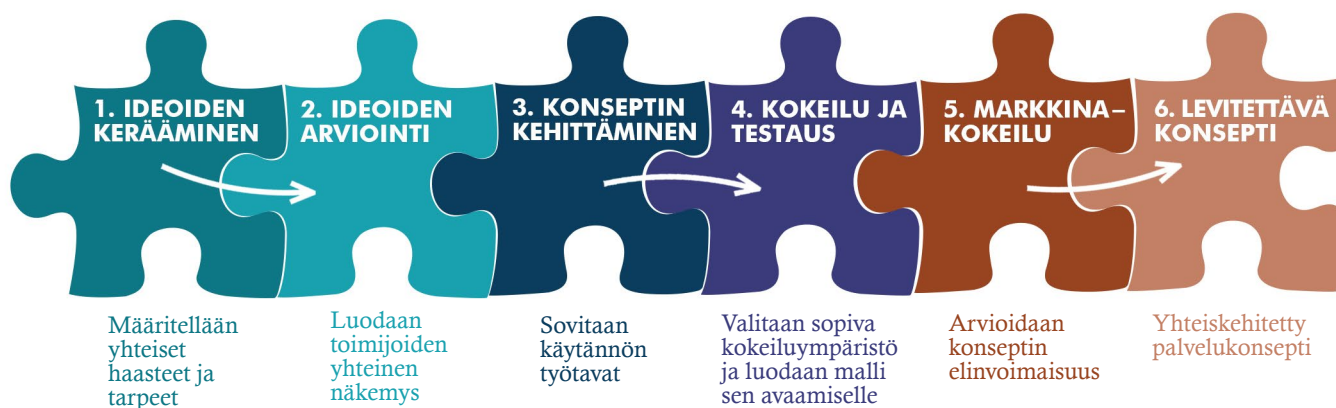 1. IDEOIDEN
KERÄÄMINEN
2. IDEOIDEN
ARVIOINTI
3. KONSEPTIN
KEHITTÄMINEN
4. KOKEILU JA
TESTAUS
5. MARKKINA–
KOKEILU
6. LEVITETTÄVÄ
KONSEPTI
Määritellään
yhteiset
haasteet ja
tarpeet
Luodaan
toimijoiden
yhteinen
näkemys
Sovitaan
käytännön
työtavat
Valitaan sopiva
kokeiluympäristö
ja luodaan malli
sen avaamiselle
Arvioidaan
konseptin
elinvoimaisuus
Yhteiskehitetty
palvelukonsepti